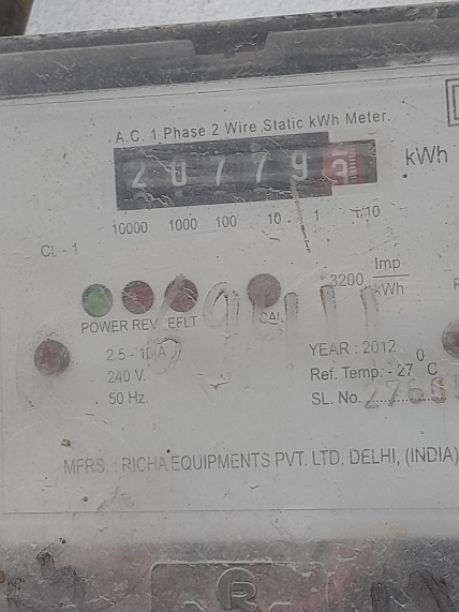 A.C. 1 Phase 2 Wire Static kWh Meter.
20779 kWh
10000 1000 100 10 1 1/10
CL - 1
3200 Imp/kWh
POWER REV EFLT CAL
2.5 - 10A
240 V.
50 Hz.
YEAR : 2012
Ref. Temp. - 27 °C
SL. No.
MFRS. : RICHA EQUIPMENTS PVT. LTD. DELHI, (INDIA)
R